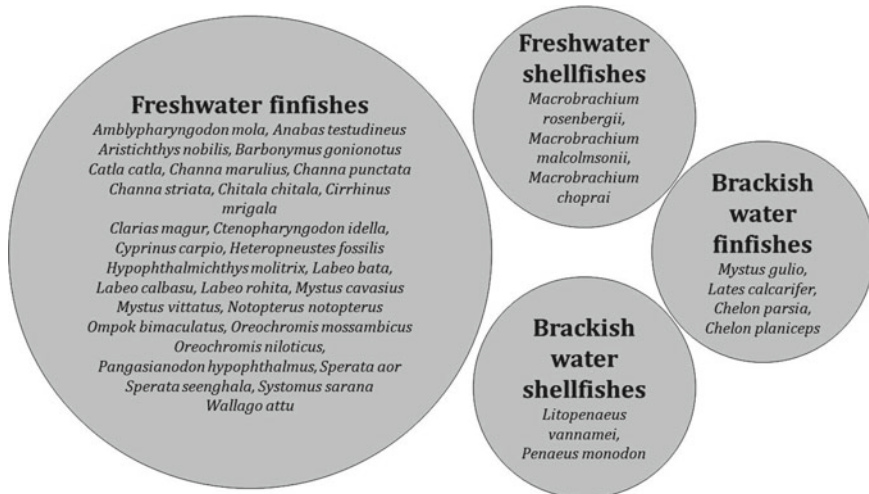 Freshwater finfishes
Amblypharyngodon mola, Anabas testudineus
Aristichthys nobilis, Barbonymus gonionotus
Catla catla, Channa marulius, Channa punctata
Channa striata, Chitala chitala, Cirrhinus
mrigala
Clarias magur, Ctenopharyngodon idella,
Cyprinus carpio, Heteropneustes fossilis
Hypophthalmichthys molitrix, Labeo bata,
Labeo calbasu, Labeo rohita, Mystus cavasius
Mystus vittatus, Notopterus notopterus
Ompok bimaculatus, Oreochromis mossambicus
Oreochromis niloticus,
Pangasianodon hypophthalmus, Sperata aor
Sperata seenghala, Systomus sarana
Wallago attu
Freshwater
shellfishes
Macrobrachium
rosenbergii,
Macrobrachium
malcolmsonii,
Macrobrachium
choprai
Brackish
water
finfishes
Mystus gulio,
Lates calcarifer,
Chelon parsia,
Chelon planiceps
Brackish
water
shellfishes
Litopenaeus
vannamei,
Penaeus monodon